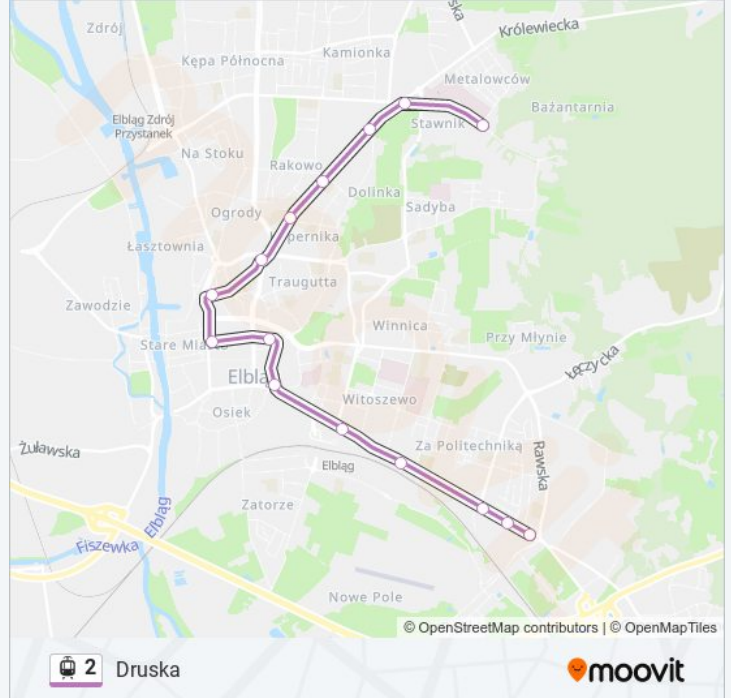 Zdrój
ska
Królewiecka
Kępa Północna
Kamionka
Metalowców
Bażantarnia
Elbląg Zdrój
Przystanek
Stawnik
Na Stoku
Rakowo
Dolinka
Sadyba
Ogrody
Kopernika
Łasztownia
Traugutta
Zawodzie
Winnica
Stare Miasto
Przy Młynie
Łęczycka
Elbląg
Witoszewo
Osiek
Za Politechniką
Rawska
Żuławska
Elbląg
Zatorze
Elbląg
Fiszewka
Nowe Pole
© OpenStreetMap contributors | © OpenMapTiles
2 Druska
moovit